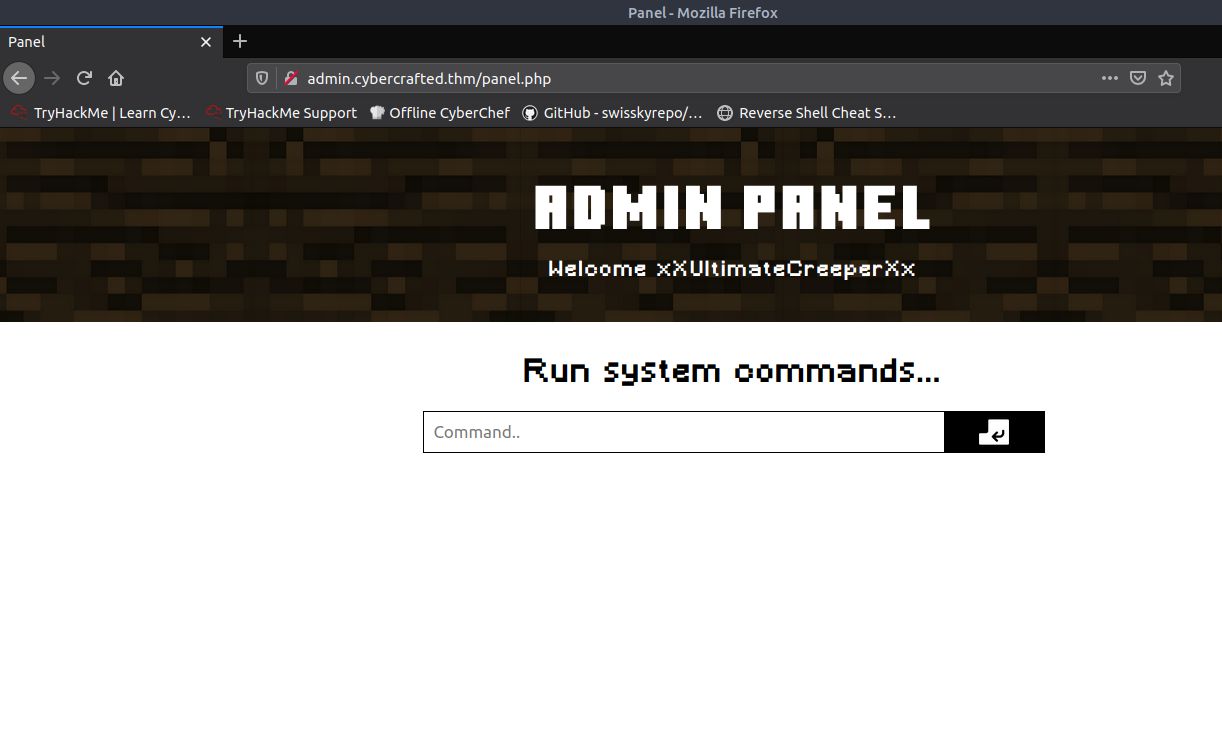 Panel - Mozilla Firefox
Panel
admin.cybercrafted.thm/panel.php
TryHackMe | Learn Cy… TryHackMe Support Offline CyberChef GitHub - swisskyrepo/… Reverse Shell Cheat S…
ADMIN PANEL
Welcome xXUltimateCreeperXx
Run system commands...
Command..